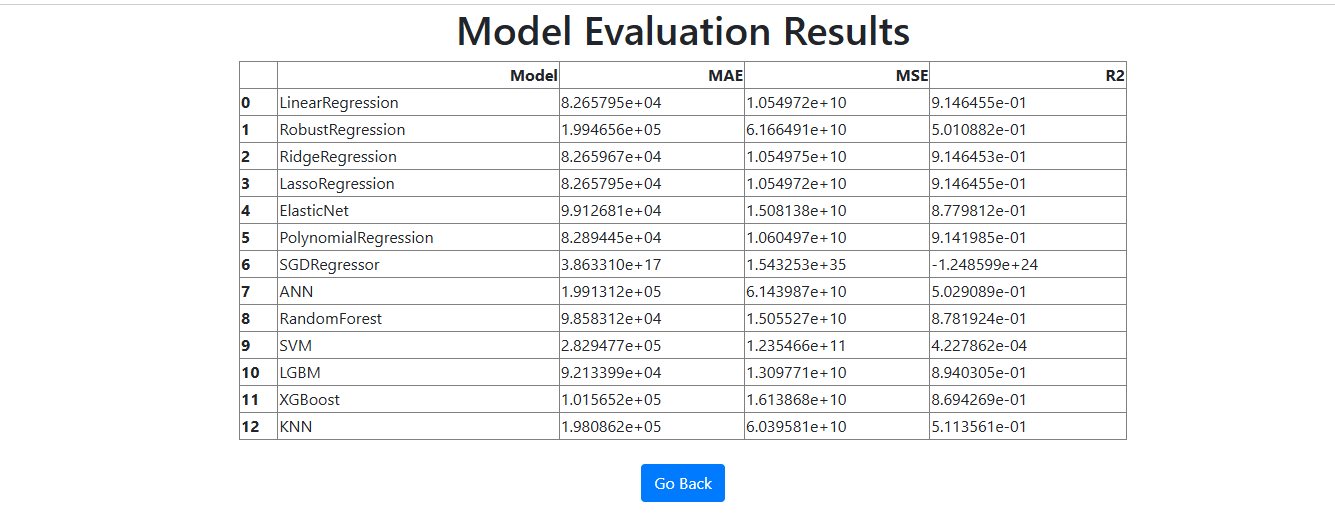 Model Evaluation Results
Model MAE MSE R2
0 LinearRegression 8.265795e+04 1.054972e+10 9.146455e-01
1 RobustRegression 1.994656e+05 6.166491e+10 5.010882e-01
2 RidgeRegression 8.265967e+04 1.054975e+10 9.146453e-01
3 LassoRegression 8.265795e+04 1.054972e+10 9.146455e-01
4 ElasticNet 9.912681e+04 1.508138e+10 8.779812e-01
5 PolynomialRegression 8.289445e+04 1.060497e+10 9.141985e-01
6 SGDRegressor 3.863310e+17 1.543253e+35 -1.248599e+24
7 ANN 1.991312e+05 6.143987e+10 5.029089e-01
8 RandomForest 9.858312e+04 1.505527e+10 8.781924e-01
9 SVM 2.829477e+05 1.235466e+11 4.227862e-04
10 LGBM 9.213399e+04 1.309771e+10 8.940305e-01
11 XGBoost 1.015652e+05 1.613868e+10 8.694269e-01
12 KNN 1.980862e+05 6.039581e+10 5.113561e-01
Go Back